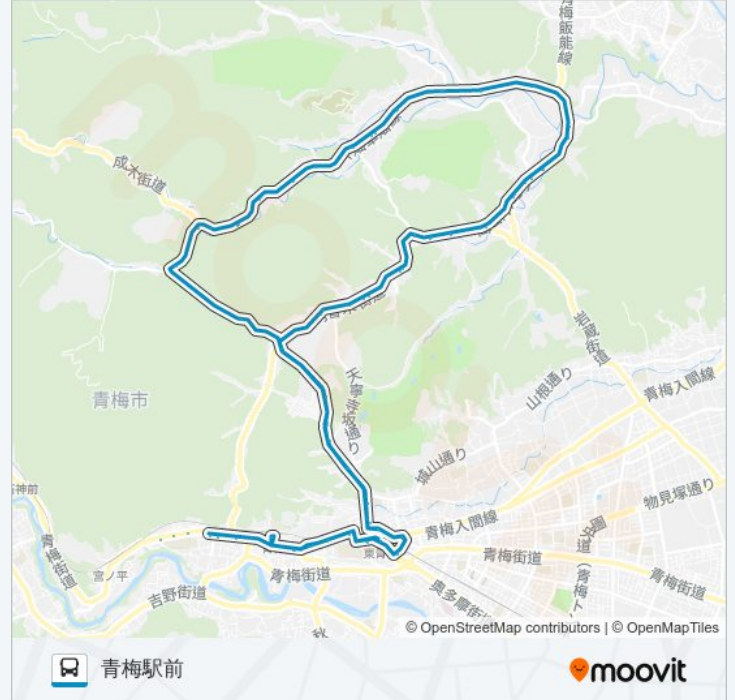 青梅飯能線
成木街道
岩蔵街道
青梅市
天寧寺坂通り
山根通り
青梅入間線
城山通り
物見塚通り
青梅入間線
青梅街道
青梅街道
宮ノ平
青梅街道
吉野街道
青梅街道
© OpenStreetMap contributors | © OpenMapTiles
青梅駅前
moovit